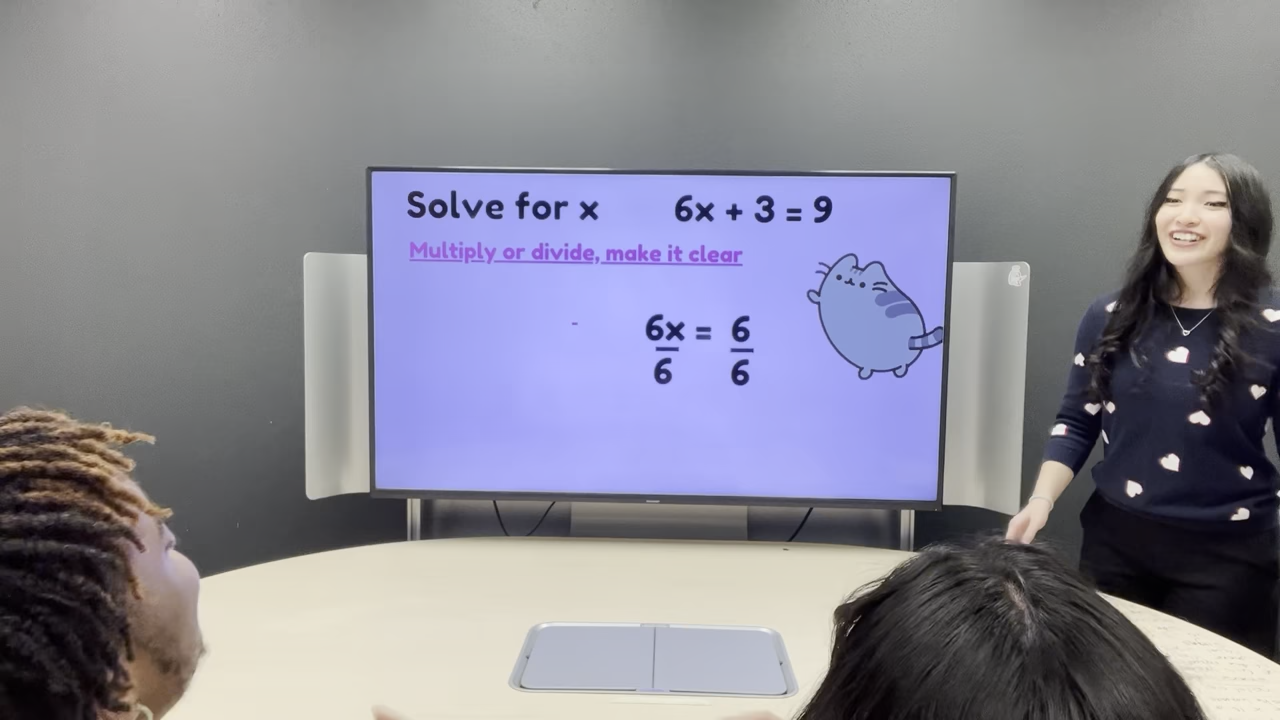 Solve for x 6x + 3 = 9
Multiply or divide, make it clear
6x = 6
6 6